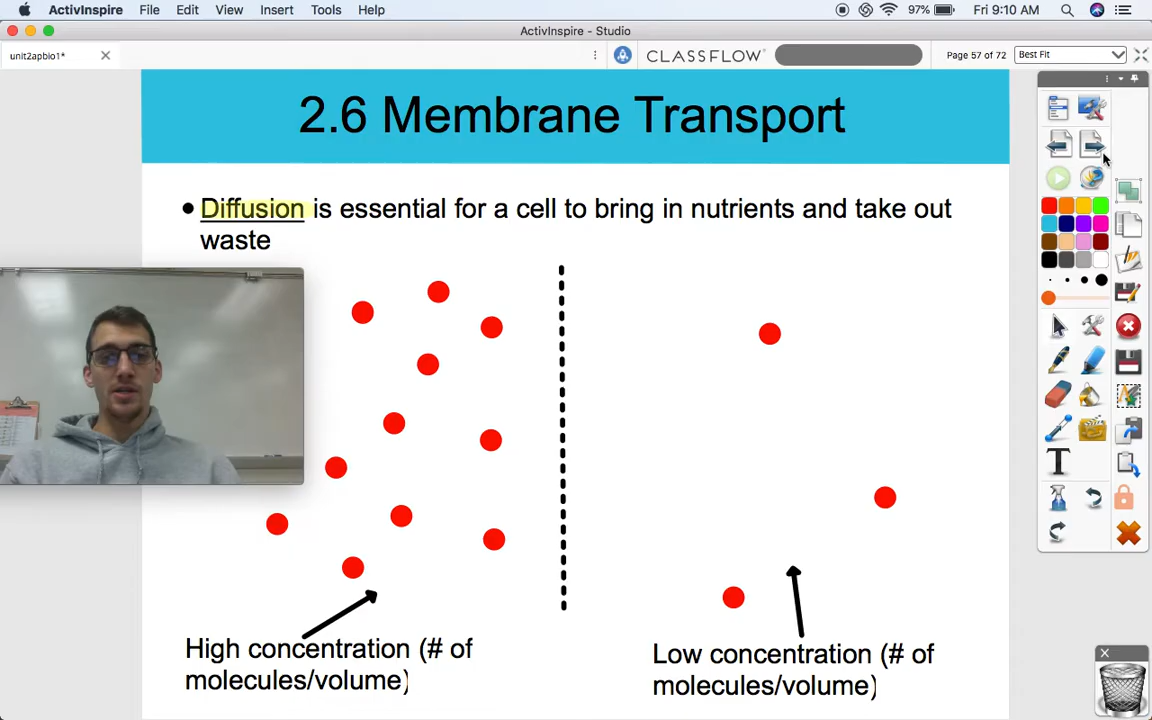 ActivInspire File Edit View Insert Tools Help 97% Fri 9:10 AM
ActivInspire - Studio
unit2apbio1* CLASSFLOW Page 57 of 72 Best Fit
2.6 Membrane Transport
• Diffusion is essential for a cell to bring in nutrients and take out
waste
High concentration (# of
molecules/volume)
Low concentration (# of
molecules/volume)